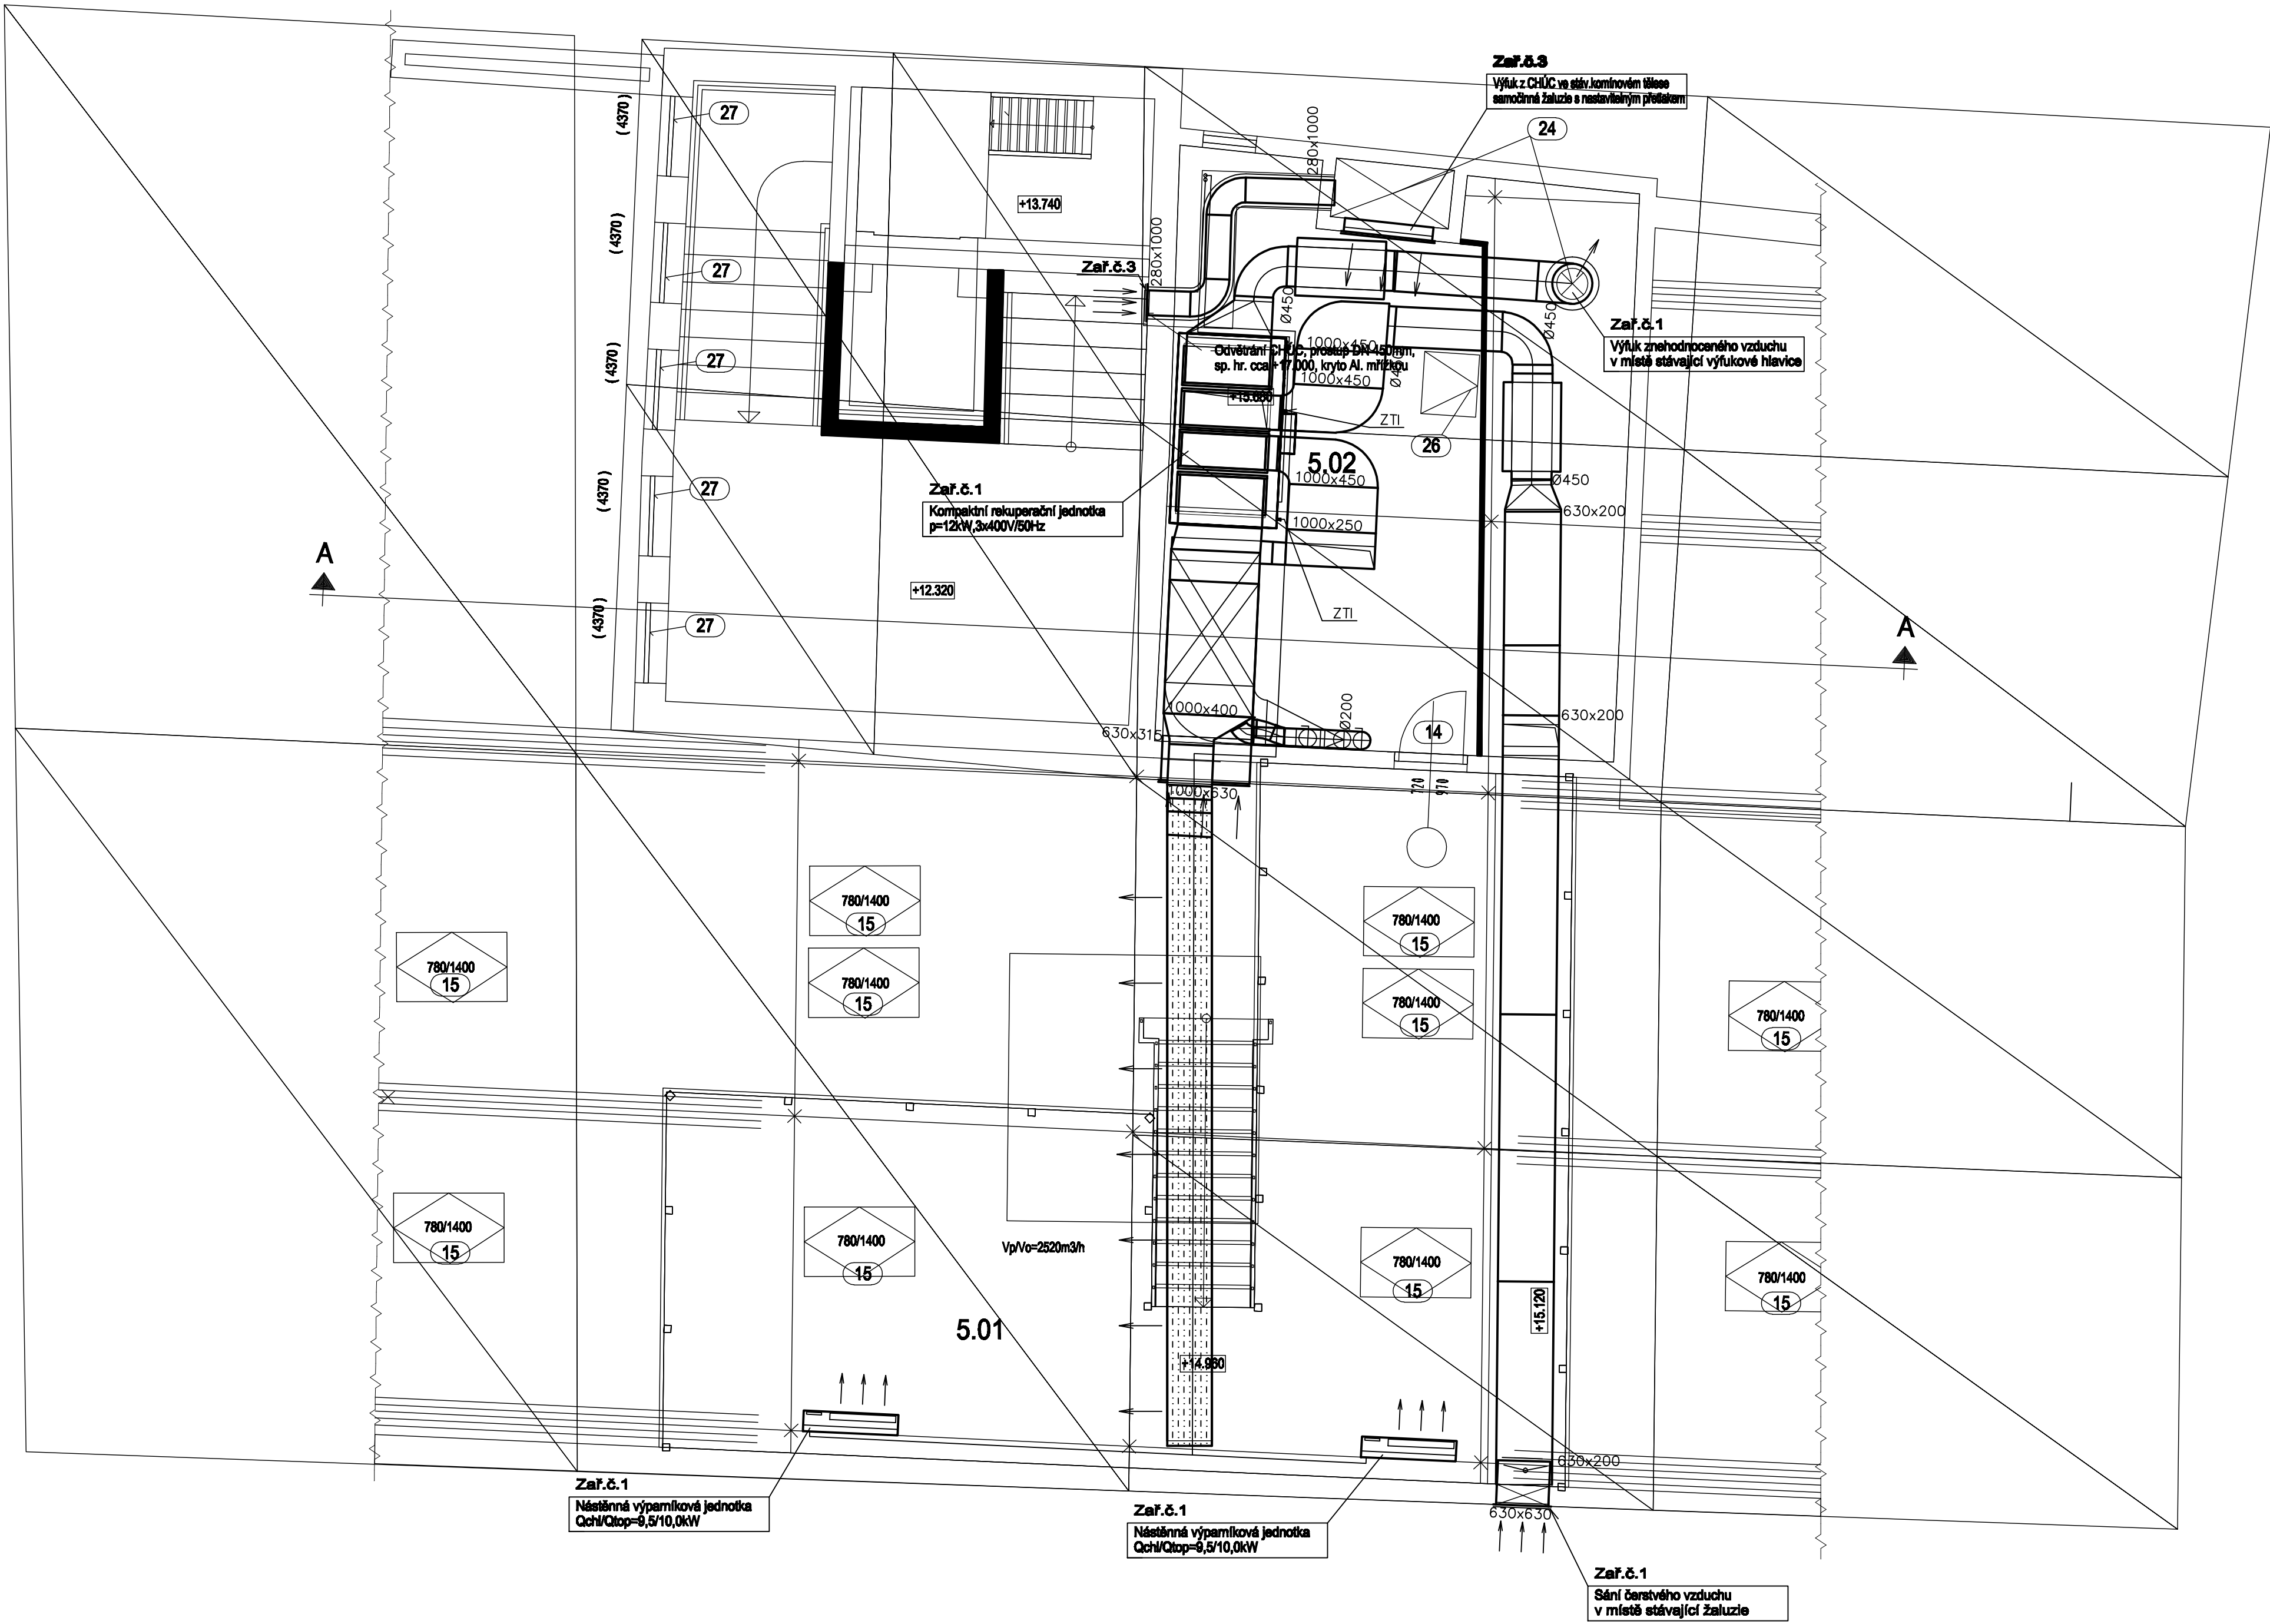 Zař.č.3
Výfuk z CHÚC ve stáv.komínovém tělese
samočinná žaluzie s nastavitelným přetlakem
24
27
( 4370 )
280x1000
+13.740
27
( 4370 )
280x1000
Zař.č.3
Ø450
Ø450
Zař.č.1
Výfuk znehodnoceného vzduchu
v místě stávající výfukové hlavice
27
( 4370 )
1000x450
Odvětrání CHÚC, prostup DN 450mm,
sp. hr. cca +17.000, kryto Al. mřížkou
1000x450
ZTI
26
5.02
27
( 4370 )
Zař.č.1
Kompaktní rekuperační jednotka
p=12kW,3x400V/50Hz
1000x450
Ø450
630x200
1000x250
A
+12.320
27
( 4370 )
ZTI
A
1000x400
Ø200
630x200
630x315
14
720
970
1000x630
780/1400
15
780/1400
15
780/1400
15
780/1400
15
780/1400
15
780/1400
15
780/1400
15
780/1400
15
780/1400
15
780/1400
15
Vp/Vo=2520m3/h
+15.120
5.01
+14.960
630x200
Zař.č.1
Nástěnná výparníková jednotka
Qchl/Qtop=9,5/10,0kW
Zař.č.1
Nástěnná výparníková jednotka
Qchl/Qtop=9,5/10,0kW
630x630
Zař.č.1
Sání čerstvého vzduchu
v místě stávající žaluzie